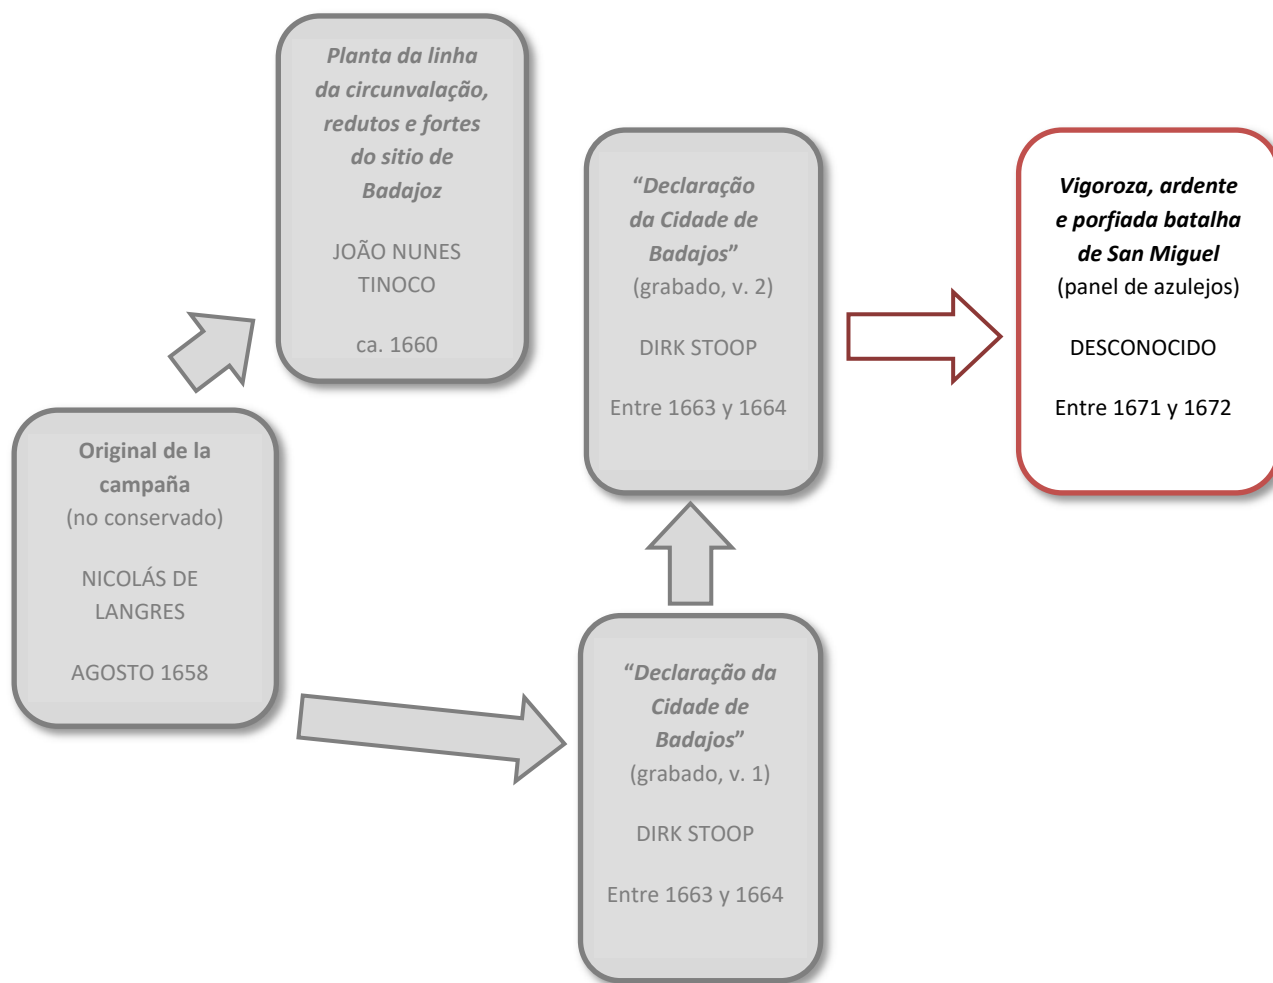 Planta da linha
da circunvalação,
redutos e fortes
do sitio de
Badajoz
JOÃO NUNES
TINOCO
ca. 1660
“Declaração
da Cidade de
Badajos”
(grabado, v. 2)
DIRK STOOP
Entre 1663 y 1664
Vigoroza, ardente
e porfiada batalha
de San Miguel
(panel de azulejos)
DESCONOCIDO
Entre 1671 y 1672
Original de la
campaña
(no conservado)
NICOLÁS DE
LANGRES
AGOSTO 1658
“Declaração da
Cidade de
Badajos”
(grabado, v. 1)
DIRK STOOP
Entre 1663 y 1664